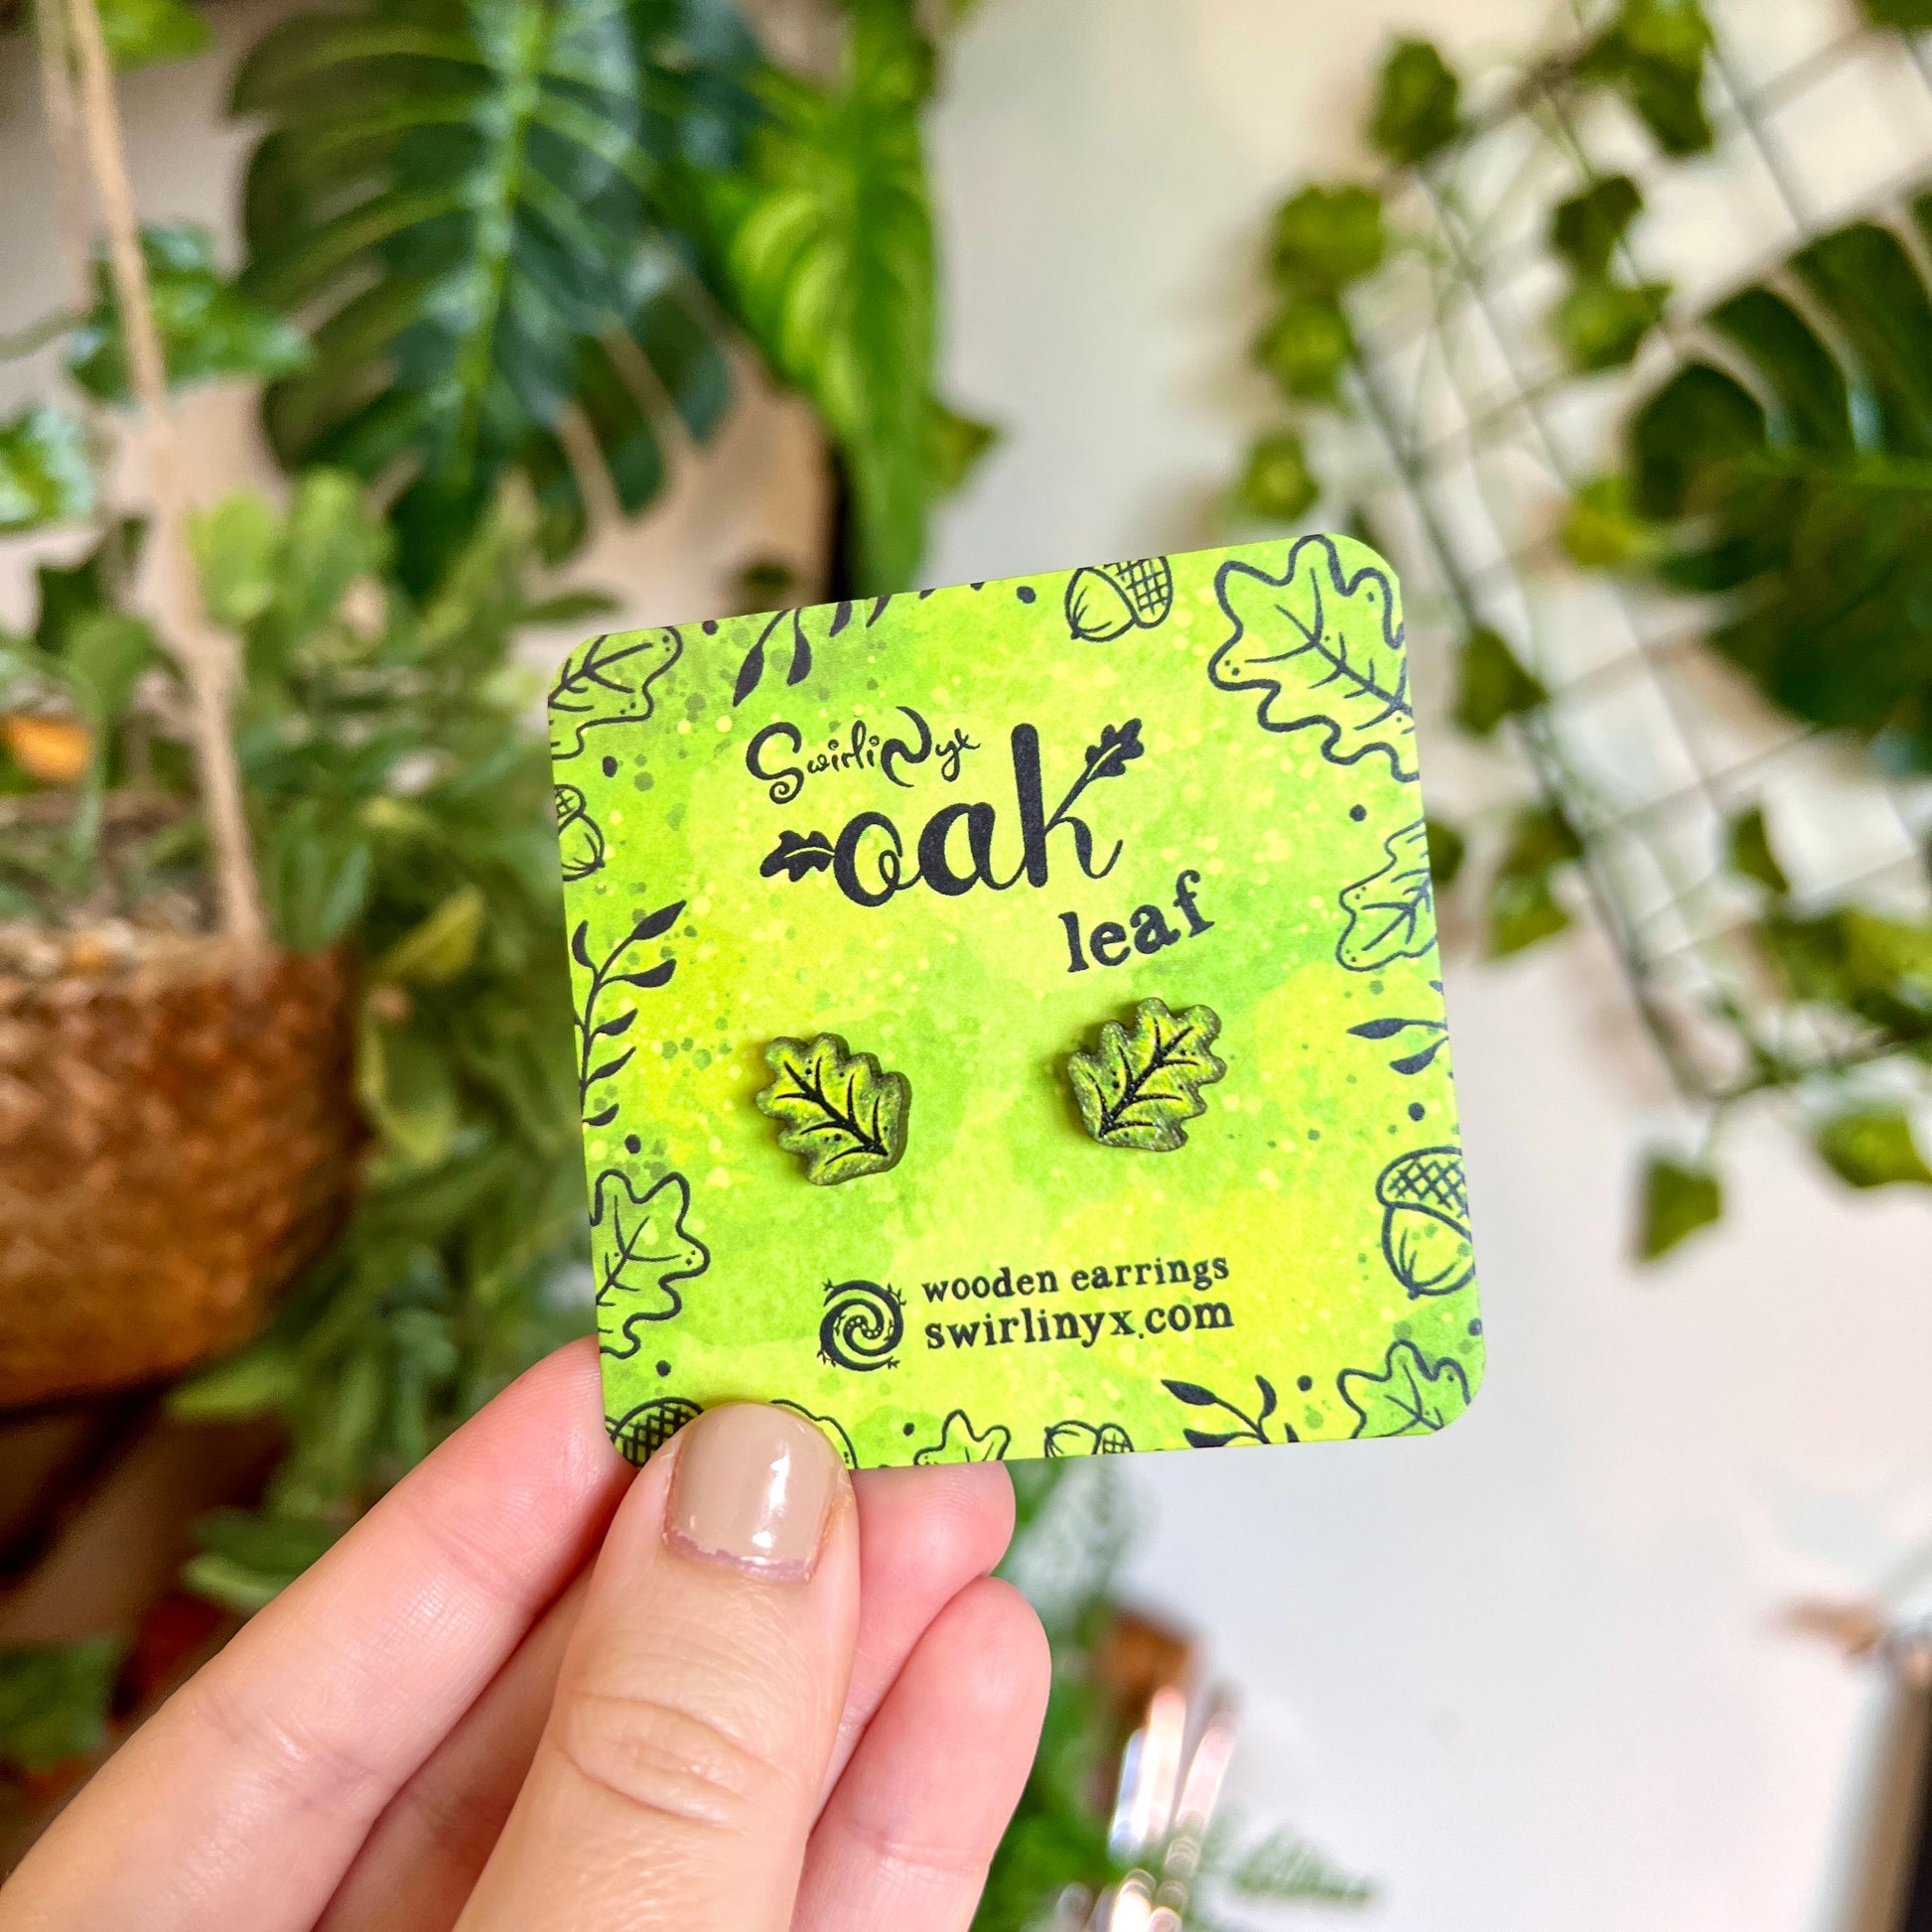 SwirliNyx
oak
leaf
wooden earrings
swirlinyx.com